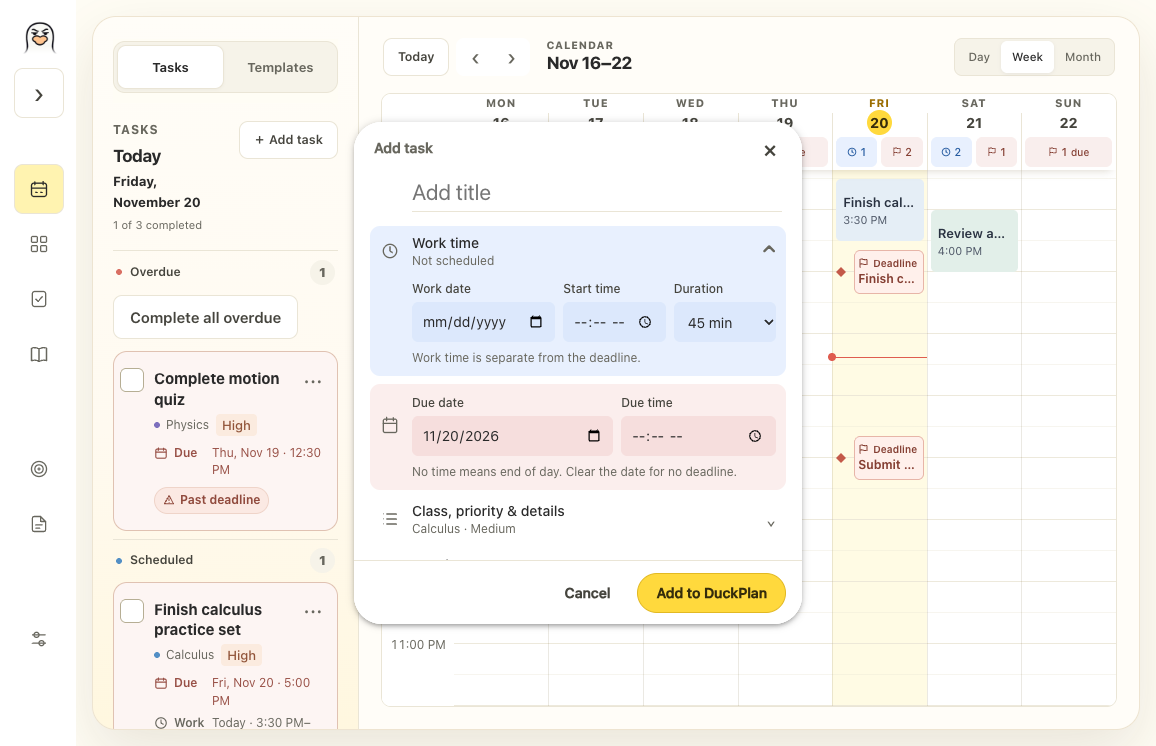 Tasks
Templates
TASKS
Today
Friday,
November 20
1 of 3 completed
+ Add task
Overdue
1
Complete all overdue
Complete motion
quiz
Physics
High
Due
Thu, Nov 19 · 12:30
PM
Past deadline
Scheduled
1
Finish calculus
practice set
Calculus
High
Due
Fri, Nov 20 · 5:00
PM
Work
Today · 3:30 PM–
Today
CALENDAR
Nov 16–22
Day
Week
Month
MON
TUE
WED
THU
FRI
SAT
SUN
16
17
18
19
20
21
22
1
2
2
1
1 due
Finish cal...
3:30 PM
Review a...
4:00 PM
Deadline
Finish c...
Deadline
Submit ...
11:00 PM
Add task
Add title
Work time
Not scheduled
Work date
Start time
Duration
mm/dd/yyyy
--:-- --
45 min
Work time is separate from the deadline.
Due date
Due time
11/20/2026
--:-- --
No time means end of day. Clear the date for no deadline.
Class, priority & details
Calculus · Medium
Cancel
Add to DuckPlan